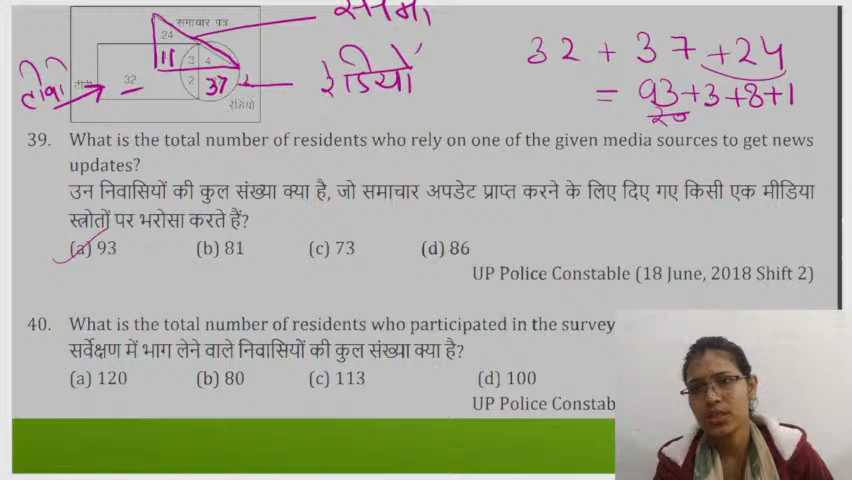 समाचार पत्र
24
11
3
4
2
32
37
टीवी
रेडियो
टीवी
रेडियो
32 + 37 + 24
= 93 + 3 + 8 + 1
39. What is the total number of residents who rely on one of the given media sources to get news
updates?
उन निवासियों की कुल संख्या क्या है, जो समाचार अपडेट प्राप्त करने के लिए दिए गए किसी एक मीडिया
स्त्रोतों पर भरोसा करते हैं?
(a) 93 (b) 81 (c) 73 (d) 86
UP Police Constable (18 June, 2018 Shift 2)
40. What is the total number of residents who participated in the survey
सर्वेक्षण में भाग लेने वाले निवासियों की कुल संख्या क्या है?
(a) 120 (b) 80 (c) 113 (d) 100
UP Police